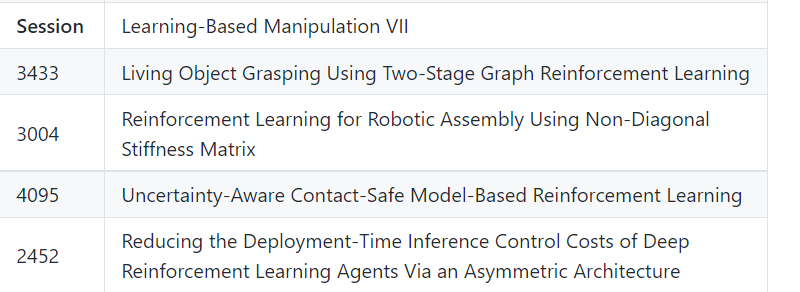 Session Learning-Based Manipulation VII
3433 Living Object Grasping Using Two-Stage Graph Reinforcement Learning
3004 Reinforcement Learning for Robotic Assembly Using Non-Diagonal
Stiffness Matrix
4095 Uncertainty-Aware Contact-Safe Model-Based Reinforcement Learning
2452 Reducing the Deployment-Time Inference Control Costs of Deep
Reinforcement Learning Agents Via an Asymmetric Architecture